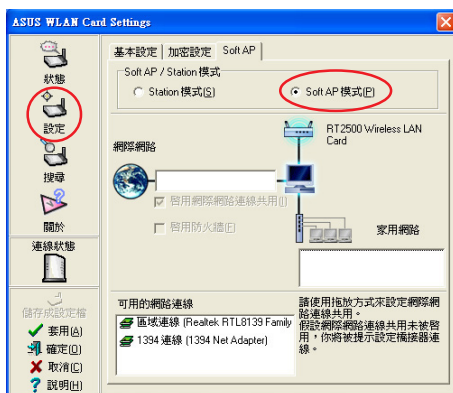 ASUS WLAN Card Settings
狀態
設定
搜尋
關於
連線狀態
儲存成設定檔
套用(A)
確定(O)
取消(C)
說明(H)
基本設定
加密設定
Soft AP
Soft AP / Station 模式
Station 模式(S)
Soft AP 模式(P)
RT2500 Wireless LAN
Card
網際網路
啓用網際網路連線共用(I)
啓用防火牆(F)
家用網路
可用的網路連線
區域連線 (Realtek RTL8139 Family
1394 連線 (1394 Net Adapter)
請使用拖放方式來設定網際網
路連線共用。
假設網際網路連線共用未被啓
用，你將被提示設定橋接器連
線。